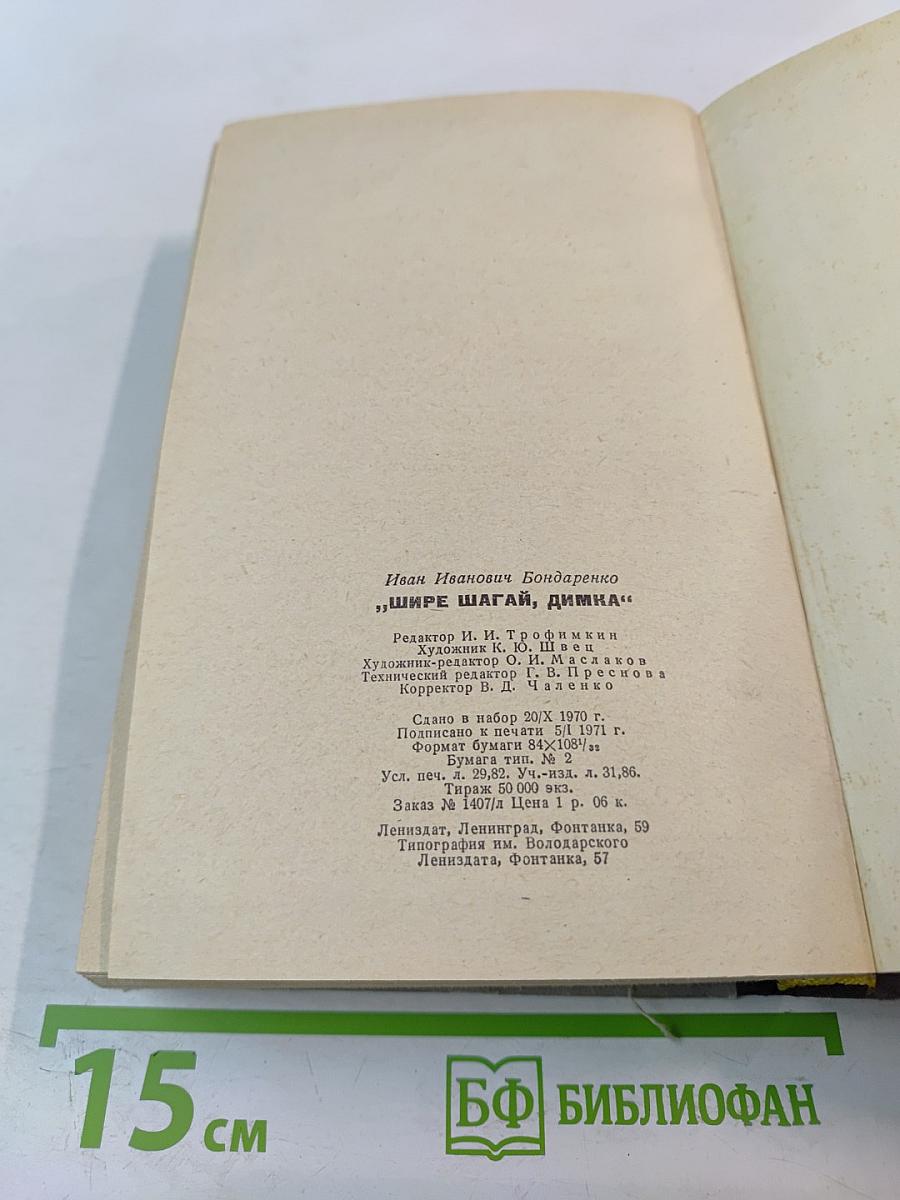 Иван Иванович Бондаренко
„ШИРЕ ШАГАЙ, ДИМКА“
Редактор И. И. Трофимкин
Художник К. Ю. Швец
Художник-редактор О. И. Маслаков
Технический редактор Г. В. Преснова
Корректор В. Д. Чаленко
Сдано в набор 20/X 1970 г.
Подписано к печати 5/I 1971 г.
Формат бумаги 84×108¹/₃₂
Бумага тип. № 2
Усл. печ. л. 29,82. Уч.-изд. л. 31,86.
Тираж 50 000 экз.
Заказ № 1407/л Цена 1 р. 06 к.
Лениздат, Ленинград, Фонтанка, 59
Типография им. Володарского
Лениздата, Фонтанка, 57
15 см
БФ БИБЛИОФАН